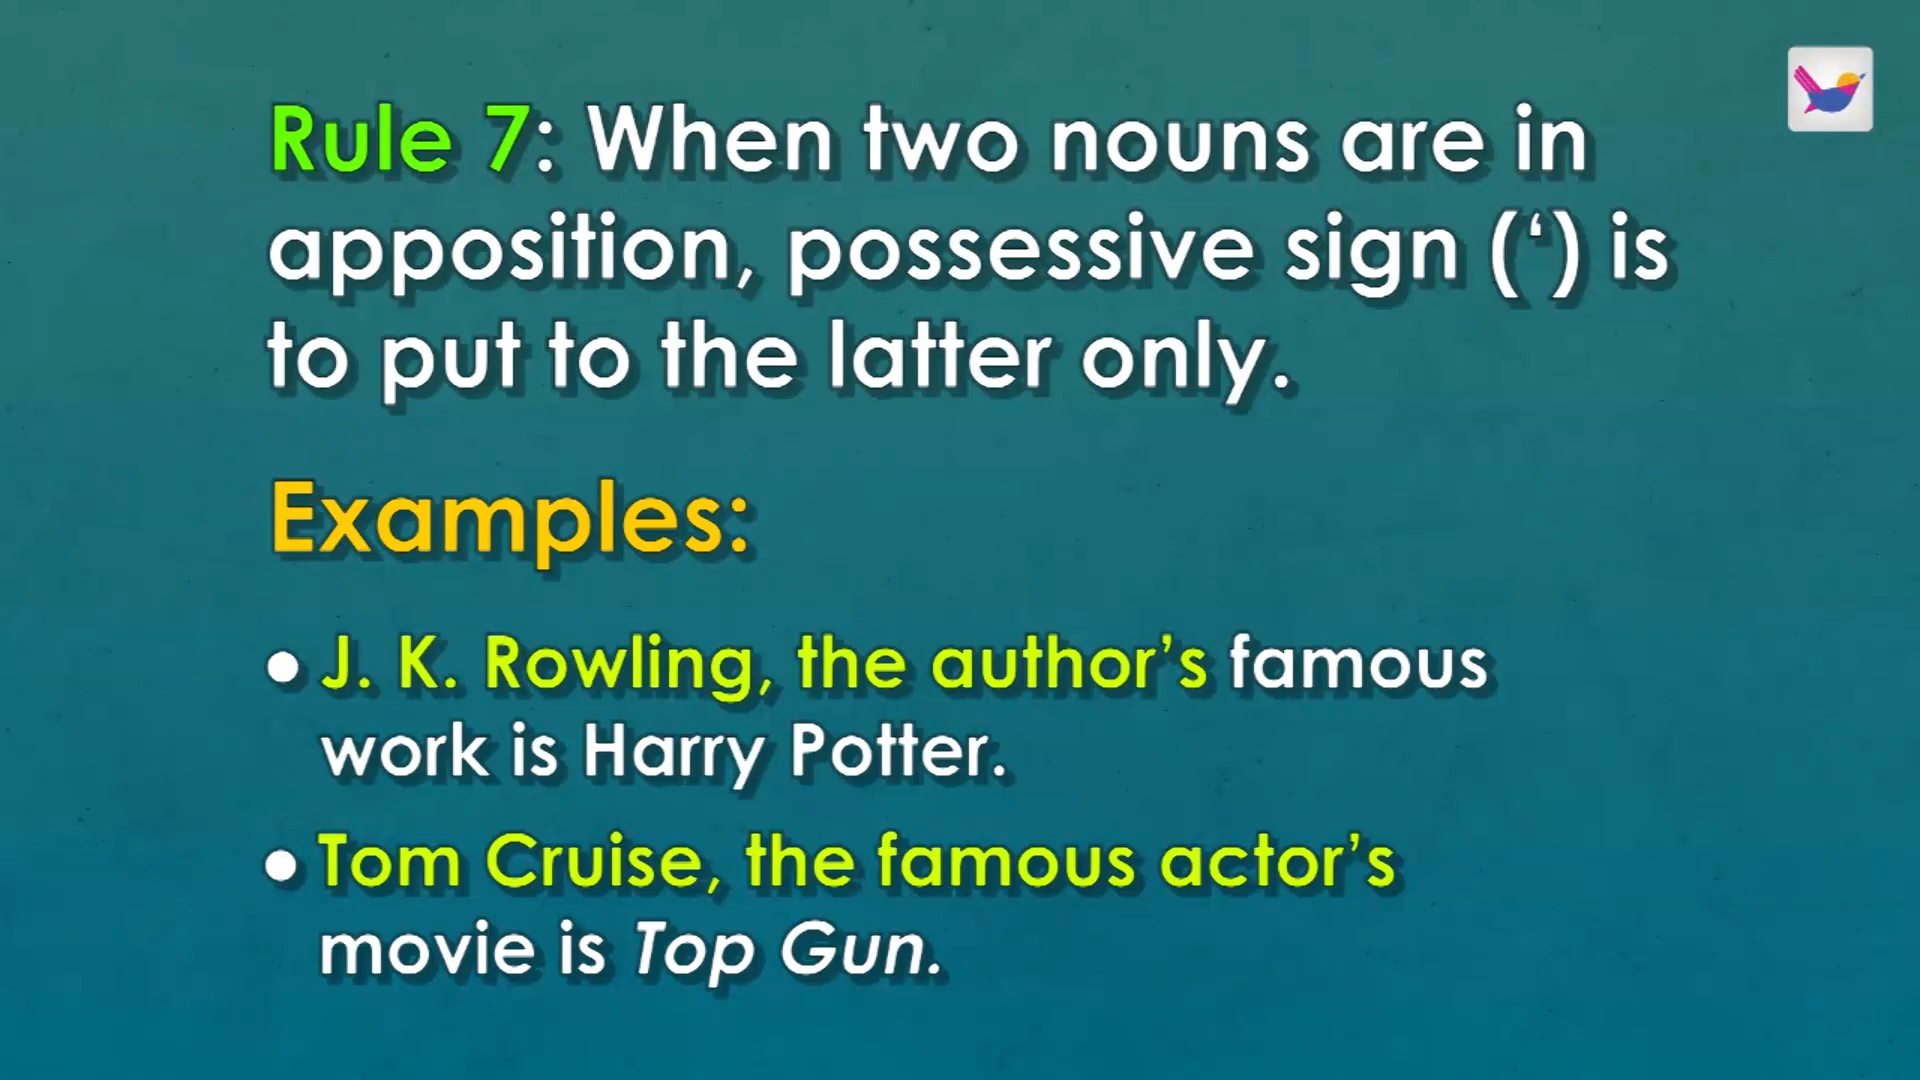 Rule 7: When two nouns are in
apposition, possessive sign (‘) is
to put to the latter only.
Examples:
● J. K. Rowling, the author’s famous
work is Harry Potter.
● Tom Cruise, the famous actor’s
movie is Top Gun.